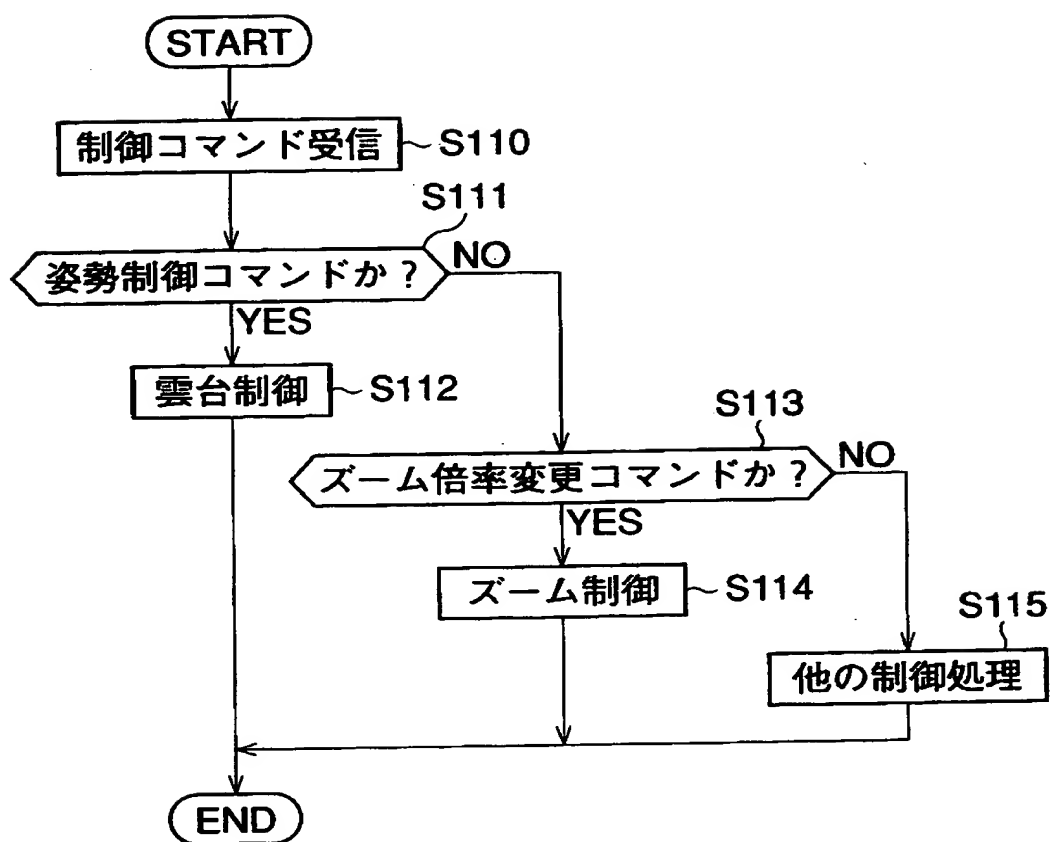 START
制御コマンド受信
S110
S111
姿勢制御コマンドか?
NO
YES
雲台制御
S112
S113
ズーム倍率変更コマンドか?
NO
YES
ズーム制御
S114
S115
他の制御処理
END